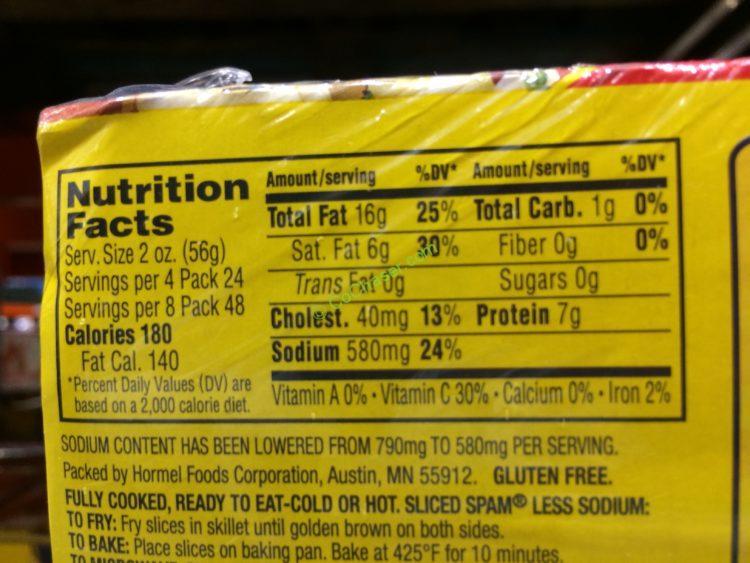 Nutrition Facts
Serv. Size 2 oz. (56g)
Servings per 4 Pack 24
Servings per 8 Pack 48
Calories 180
Fat Cal. 140
*Percent Daily Values (DV) are
based on a 2,000 calorie diet.
Amount/serving %DV* Amount/serving %DV*
Total Fat 16g 25% Total Carb. 1g 0%
Sat. Fat 6g 30% Fiber 0g 0%
Trans Fat 0g Sugars 0g
Cholest. 40mg 13% Protein 7g
Sodium 580mg 24%
Vitamin A 0% • Vitamin C 30% • Calcium 0% • Iron 2%
SODIUM CONTENT HAS BEEN LOWERED FROM 790mg TO 580mg PER SERVING.
Packed by Hormel Foods Corporation, Austin, MN 55912. GLUTEN FREE.
FULLY COOKED, READY TO EAT-COLD OR HOT. SLICED SPAM® LESS SODIUM:
TO FRY: Fry slices in skillet until golden brown on both sides.
TO BAKE: Place slices on baking pan. Bake at 425°F for 10 minutes.